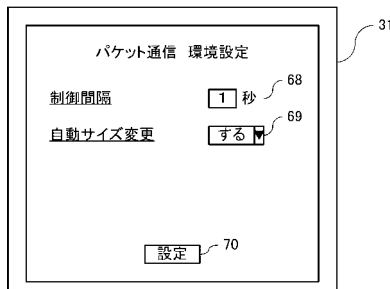 31
パケット通信 環境設定
制御間隔 1 秒 68
自動サイズ変更 する▼ 69
設定 70